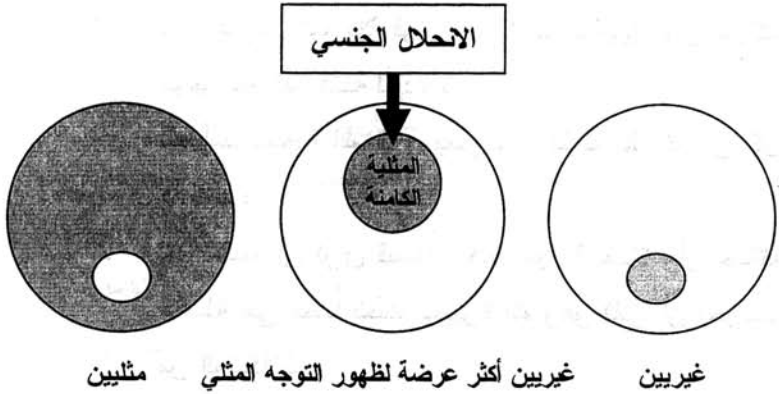 الانحلال الجنسي
المثلية
الكامنة
غيريين
غيريين أكثر عرضة لظهور التوجه المثلي
مثليين